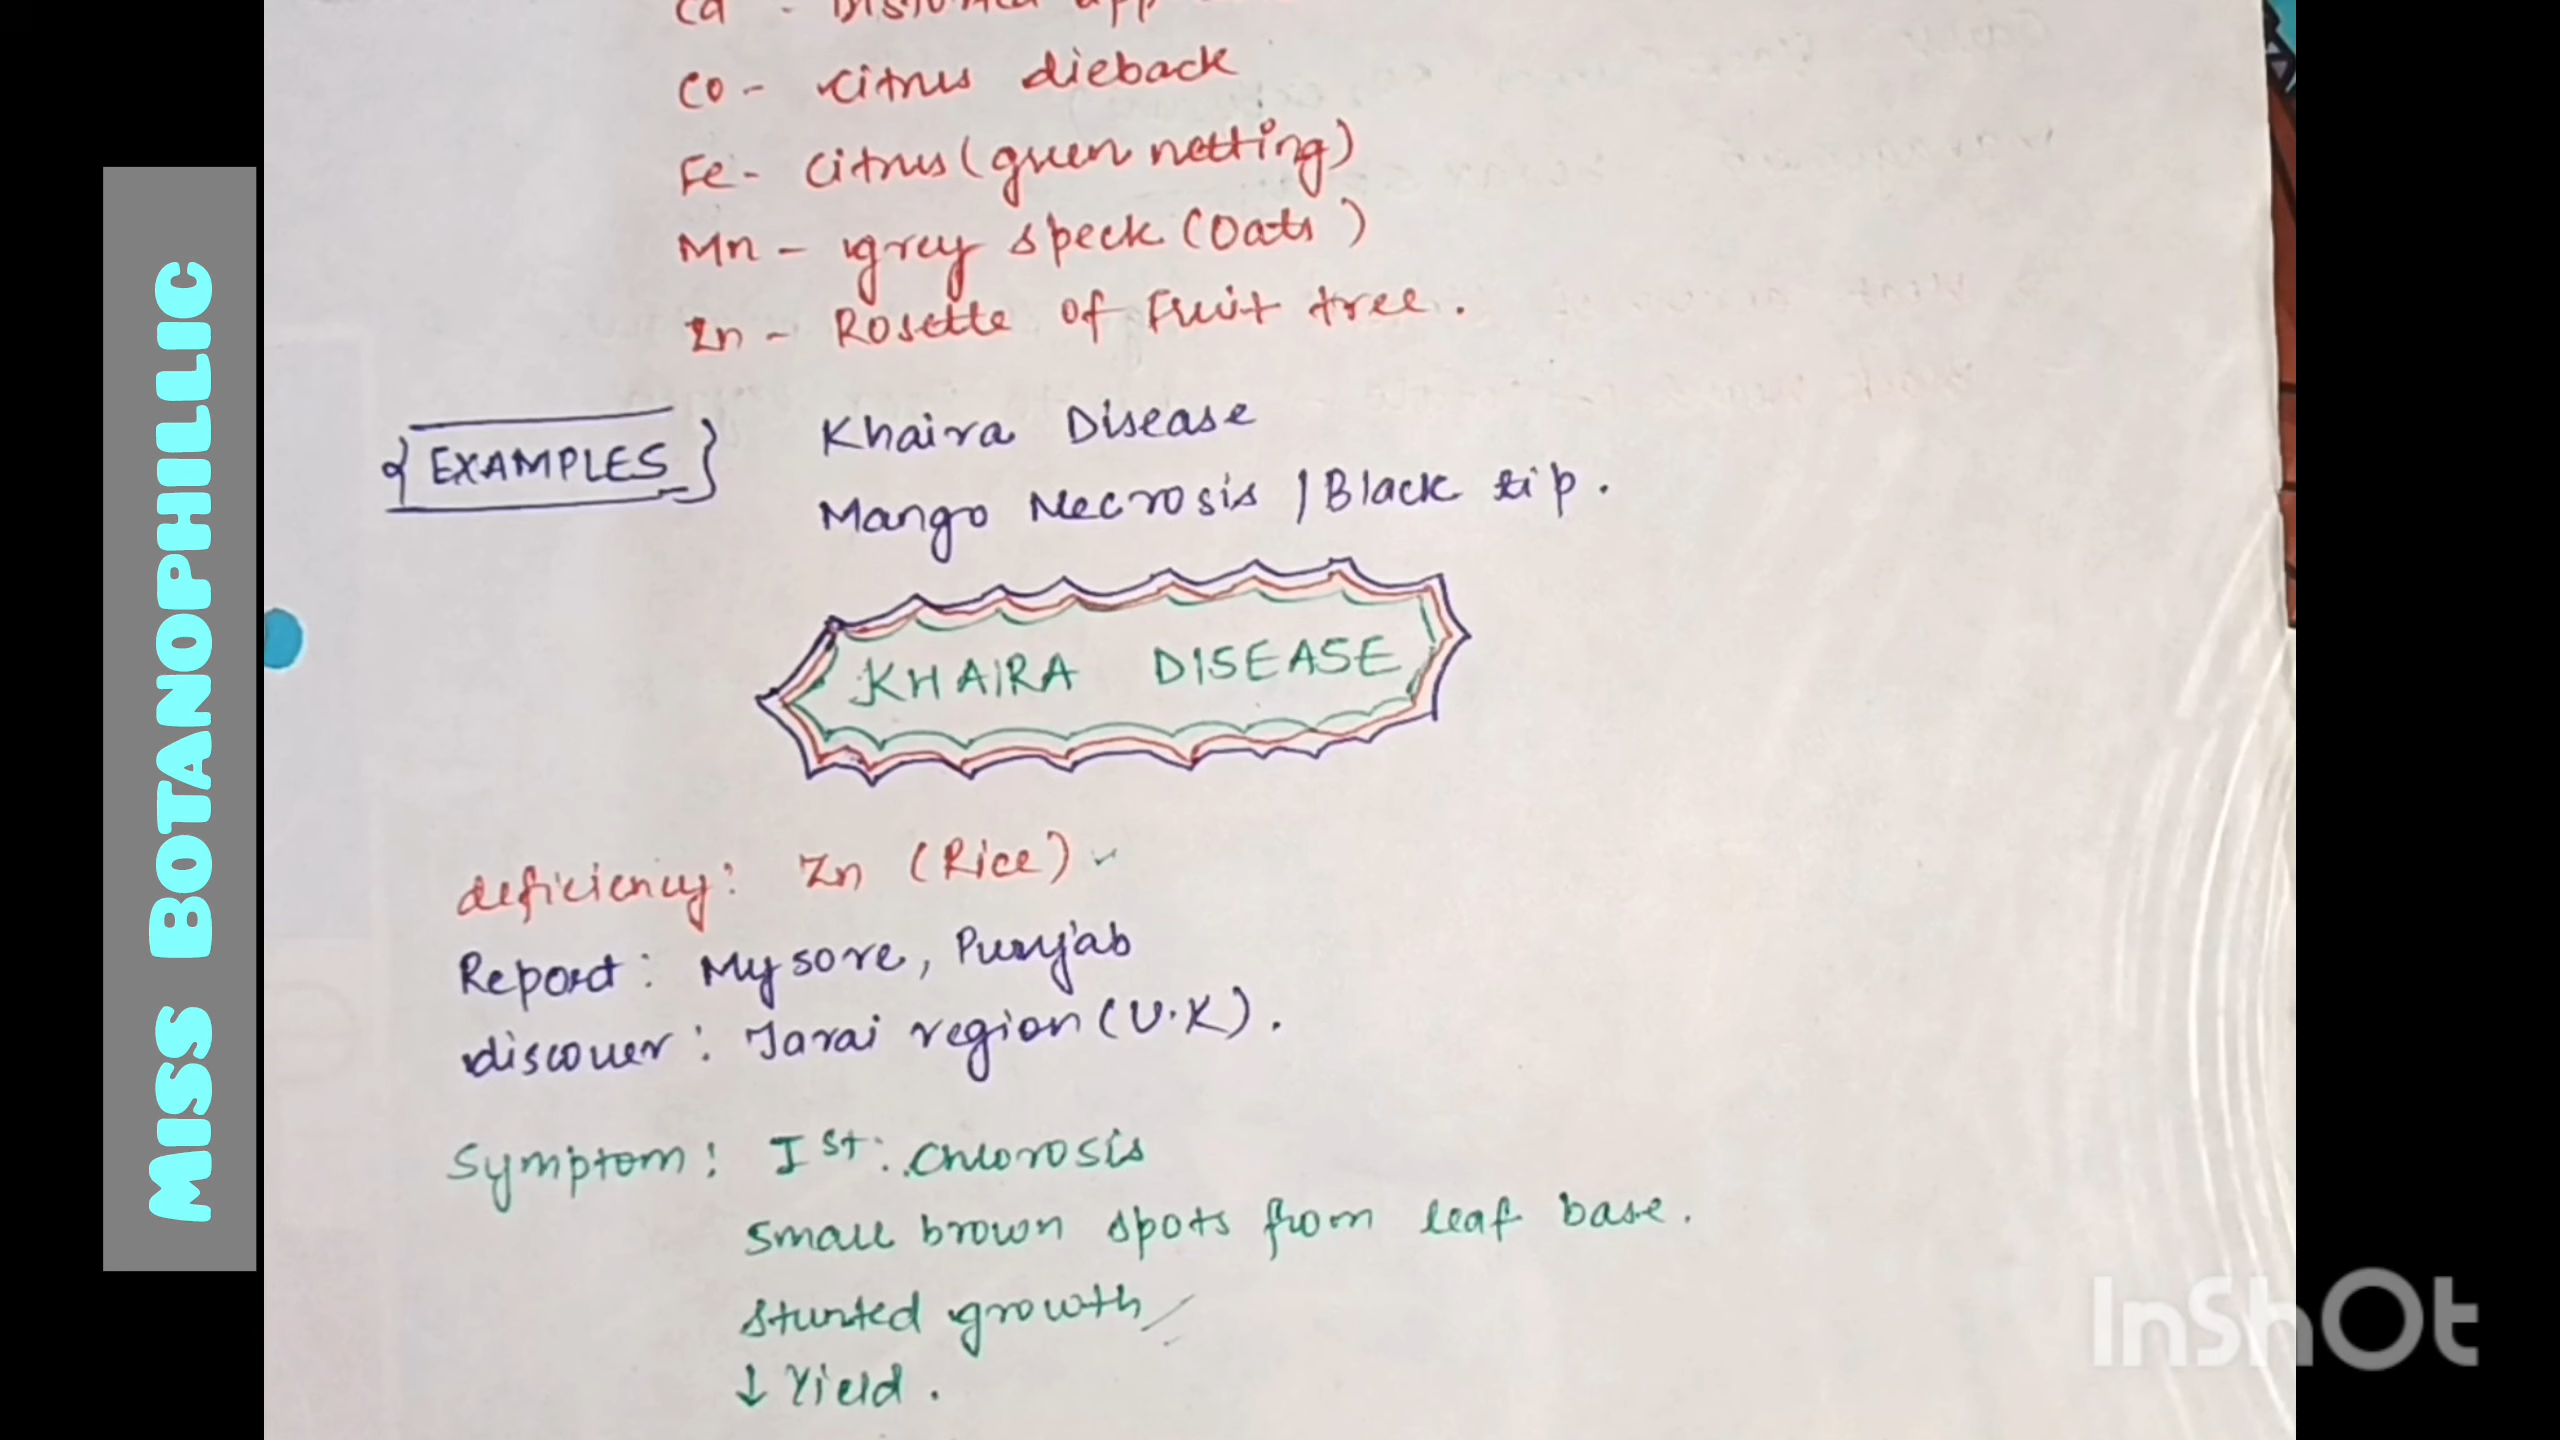 Ca - Distorted
Co - citrus dieback
Fe - Citrus (green netting)
Mn - grey speck (Oats)
Zn - Rosette of Fruit tree.
{EXAMPLES} Khaira Disease
Mango Necrosis / Black tip.
KHAIRA DISEASE
deficiency: Zn (Rice)
Report: Mysore, Punjab
discover: Tarai region (U.K).
Symptom: Ist: Chlorosis
small brown spots from leaf base.
stunted growth
↓ Yield.
MISS BOTANOPHILLIC
InShOt